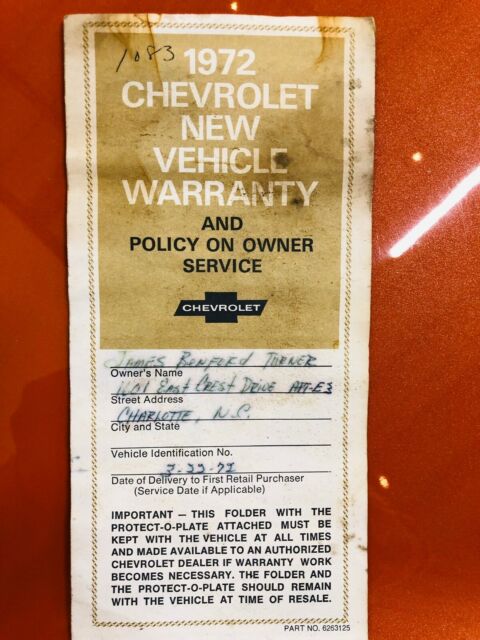 1083
1972
CHEVROLET
NEW
VEHICLE
WARRANTY
AND
POLICY ON OWNER
SERVICE
CHEVROLET
JAMES TURNER
Owner's Name
1601 EAST CREST DRIVE APT-E3
Street Address
CHARLOTTE, N.C.
City and State
Vehicle Identification No.
Date of Delivery to First Retail Purchaser
(Service Date if Applicable)
IMPORTANT — THIS FOLDER WITH THE
PROTECT-O-PLATE ATTACHED MUST BE
KEPT WITH THE VEHICLE AT ALL TIMES
AND MADE AVAILABLE TO AN AUTHORIZED
CHEVROLET DEALER IF WARRANTY WORK
BECOMES NECESSARY. THE FOLDER AND
THE PROTECT-O-PLATE SHOULD REMAIN
WITH THE VEHICLE AT TIME OF RESALE.
PART NO. 6263125